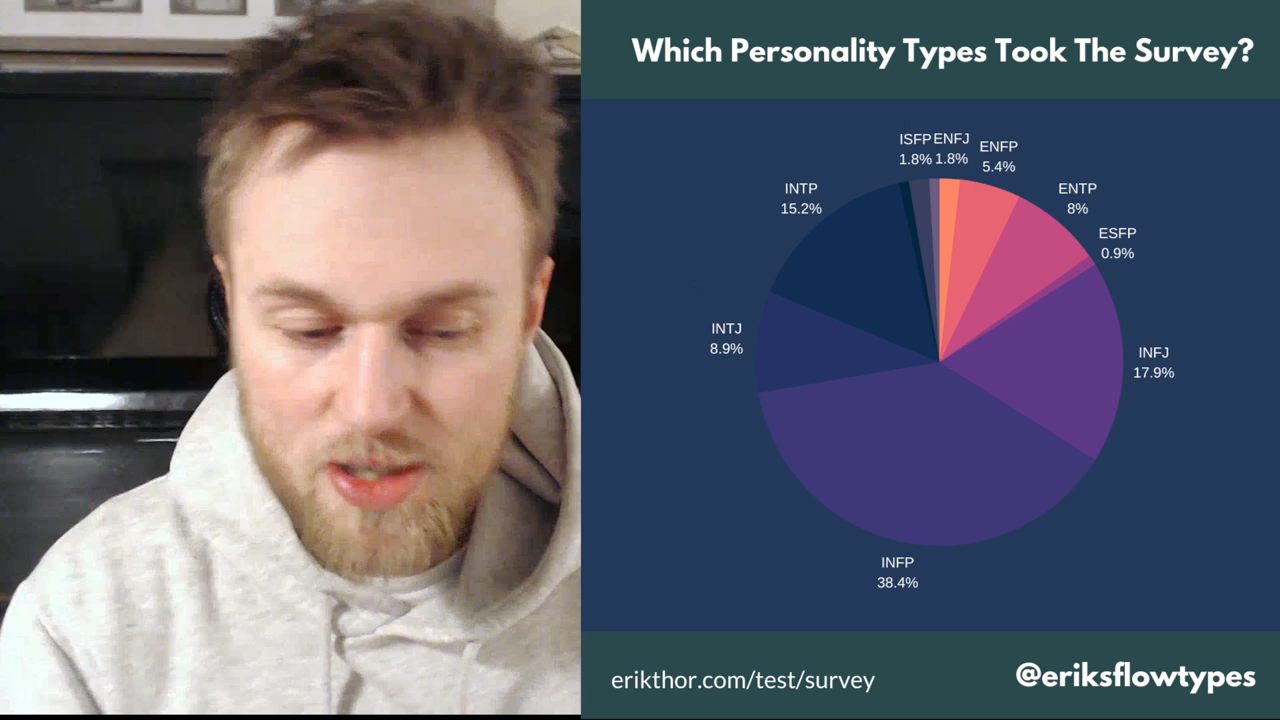 Which Personality Types Took The Survey?
ISFP
1.8%
ENFJ
1.8%
ENFP
5.4%
ENTP
8%
ESFP
0.9%
INFJ
17.9%
INFP
38.4%
INTJ
8.9%
INTP
15.2%
erikthor.com/test/survey
@eriksflowtypes